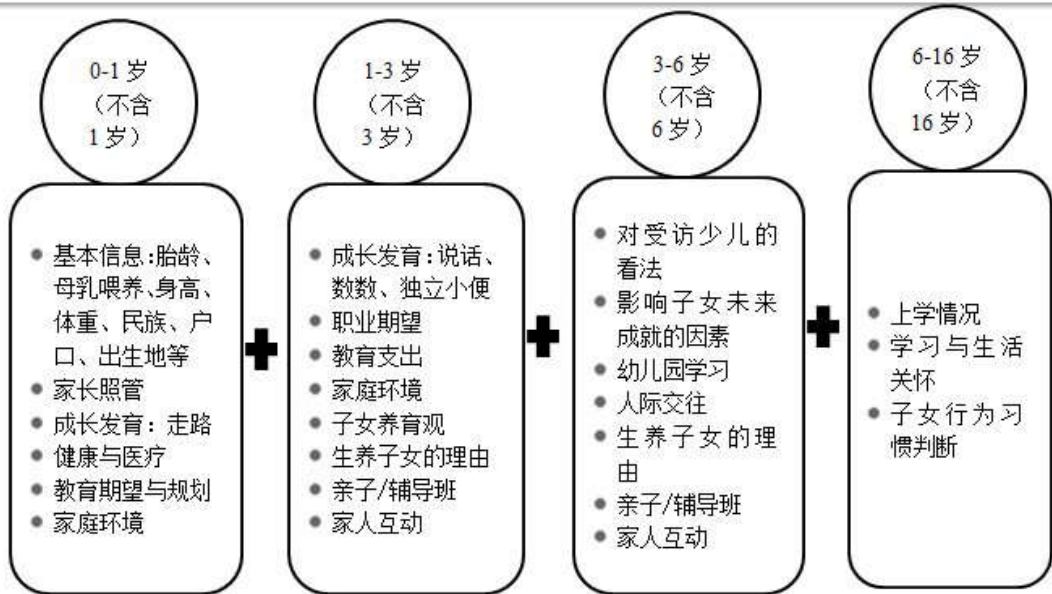 0-1 岁
（不含
1 岁）
基本信息：胎龄、
母乳喂养、身高、
体重、民族、户
口、出生地等
家长照管
成长发育：走路
健康与医疗
教育期望与规划
家庭环境
1-3 岁
（不含
3 岁）
成长发育：说话、
数数、独立小便
职业期望
教育支出
家庭环境
子女养育观
生养子女的理由
亲子/辅导班
家人互动
3-6 岁
（不含
6 岁）
对受访少儿的
看法
影响子女未来
成就的因素
幼儿园学习
人际交往
生养子女的理
由
亲子/辅导班
家人互动
6-16 岁
（不含
16 岁）
上学情况
学习与生活
关怀
子女行为习
惯判断